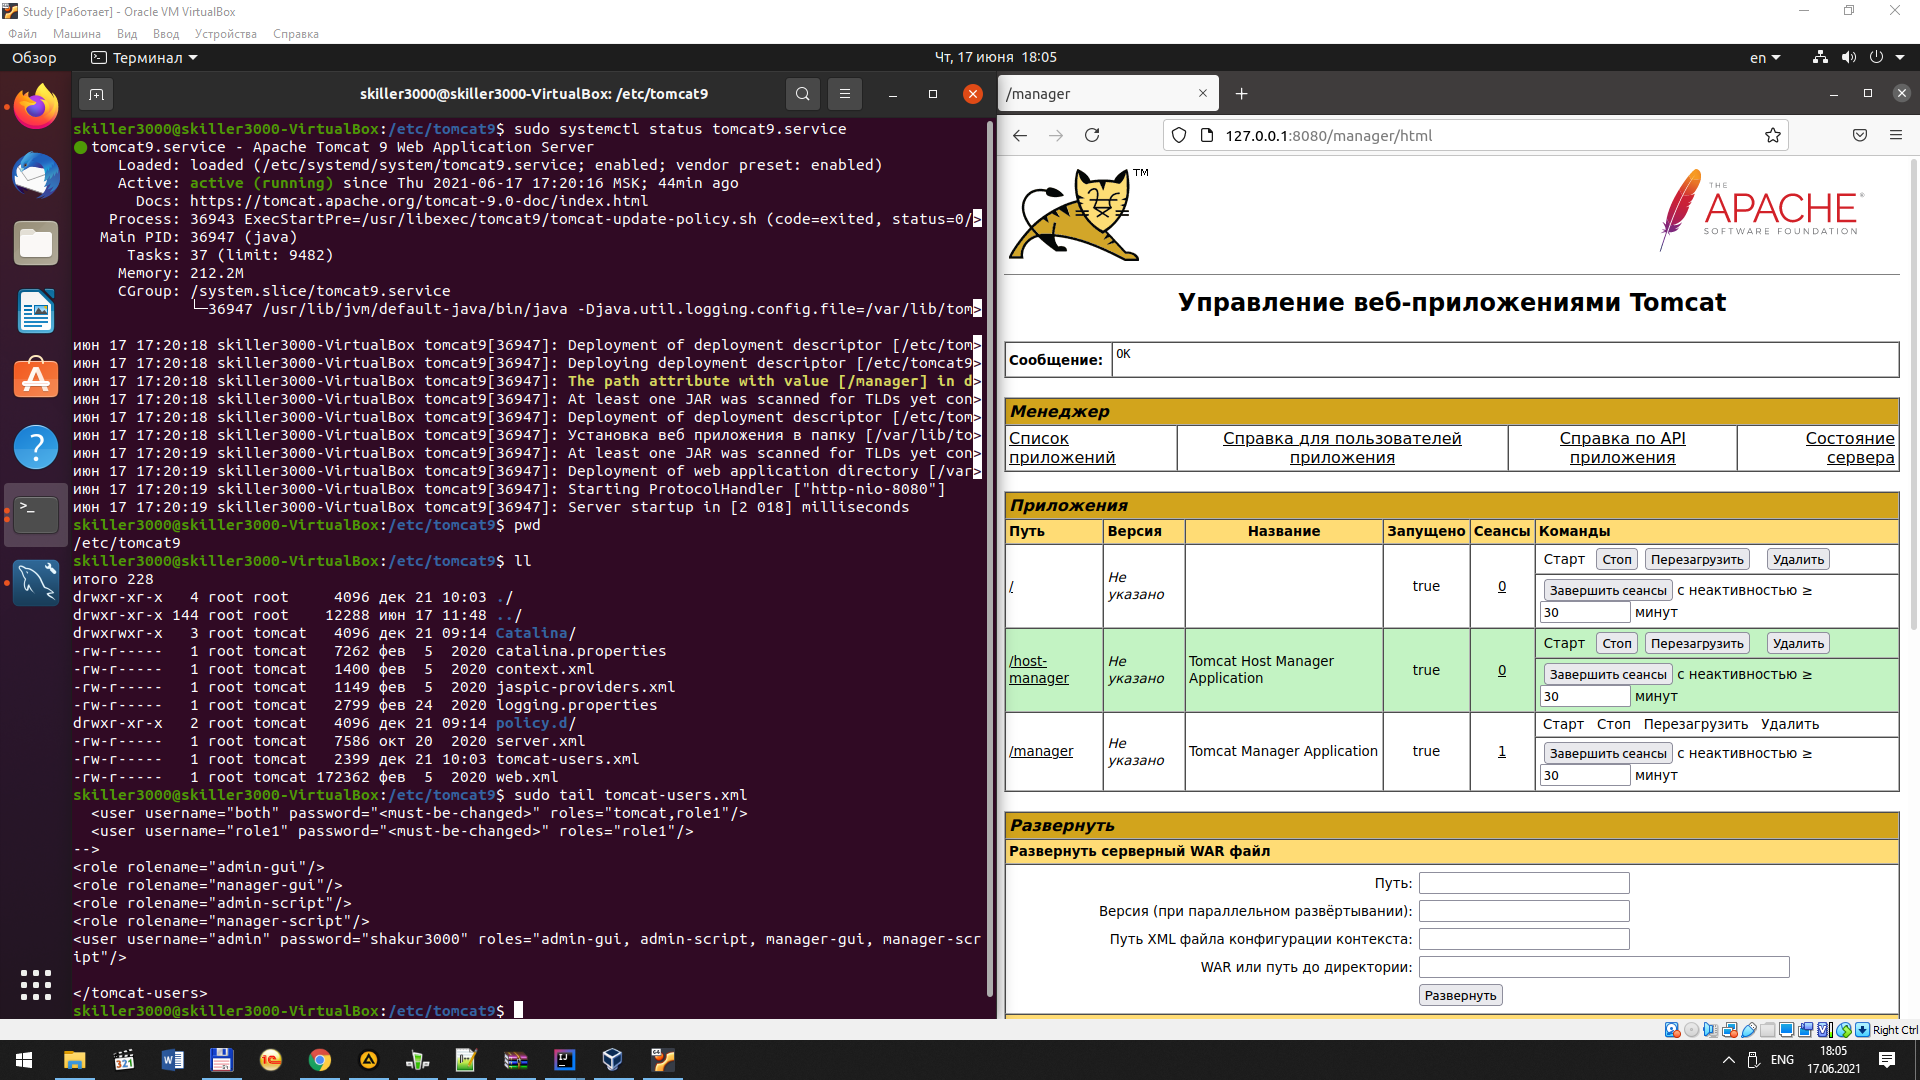 Study [Работает] - Oracle VM VirtualBox
Файл Машина Вид Ввод Устройства Справка
Обзор Терминал Чт, 17 июня 18:05 en
skiller3000@skiller3000-VirtualBox: /etc/tomcat9
skiller3000@skiller3000-VirtualBox:/etc/tomcat9$ sudo systemctl status tomcat9.service
tomcat9.service - Apache Tomcat 9 Web Application Server
Loaded: loaded (/etc/systemd/system/tomcat9.service; enabled; vendor preset: enabled)
Active: active (running) since Thu 2021-06-17 17:20:16 MSK; 44min ago
Docs: https://tomcat.apache.org/tomcat-9.0-doc/index.html
Process: 36943 ExecStartPre=/usr/libexec/tomcat9/tomcat-update-policy.sh (code=exited, status=0/>
Main PID: 36947 (java)
Tasks: 37 (limit: 9482)
Memory: 212.2M
CGroup: /system.slice/tomcat9.service
└─36947 /usr/lib/jvm/default-java/bin/java -Djava.util.logging.config.file=/var/lib/tom>
июн 17 17:20:18 skiller3000-VirtualBox tomcat9[36947]: Deployment of deployment descriptor [/etc/tom>
июн 17 17:20:18 skiller3000-VirtualBox tomcat9[36947]: Deploying deployment descriptor [/etc/tomcat9>
июн 17 17:20:18 skiller3000-VirtualBox tomcat9[36947]: The path attribute with value [/manager] in d>
июн 17 17:20:18 skiller3000-VirtualBox tomcat9[36947]: At least one JAR was scanned for TLDs yet con>
июн 17 17:20:18 skiller3000-VirtualBox tomcat9[36947]: Deployment of deployment descriptor [/etc/tom>
июн 17 17:20:18 skiller3000-VirtualBox tomcat9[36947]: Установка веб приложения в папку [/var/lib/to>
июн 17 17:20:19 skiller3000-VirtualBox tomcat9[36947]: At least one JAR was scanned for TLDs yet con>
июн 17 17:20:19 skiller3000-VirtualBox tomcat9[36947]: Deployment of web application directory [/var>
июн 17 17:20:19 skiller3000-VirtualBox tomcat9[36947]: Starting ProtocolHandler ["http-nio-8080"]
июн 17 17:20:19 skiller3000-VirtualBox tomcat9[36947]: Server startup in [2 018] milliseconds
skiller3000@skiller3000-VirtualBox:/etc/tomcat9$ pwd
/etc/tomcat9
skiller3000@skiller3000-VirtualBox:/etc/tomcat9$ ll
итого 228
drwxr-xr-x 4 root root 4096 дек 21 10:03 ./
drwxr-xr-x 144 root root 12288 июн 17 11:48 ../
drwxrwxr-x 3 root tomcat 4096 дек 21 09:14 Catalina/
-rw-r----- 1 root tomcat 7262 фев 5 2020 catalina.properties
-rw-r----- 1 root tomcat 1400 фев 5 2020 context.xml
-rw-r----- 1 root tomcat 1149 фев 5 2020 jaspic-providers.xml
-rw-r----- 1 root tomcat 2799 фев 24 2020 logging.properties
drwxr-xr-x 2 root tomcat 4096 дек 21 09:14 policy.d/
-rw-r----- 1 root tomcat 7586 окт 20 2020 server.xml
-rw-r----- 1 root tomcat 2399 дек 21 10:03 tomcat-users.xml
-rw-r----- 1 root tomcat 172362 фев 5 2020 web.xml
skiller3000@skiller3000-VirtualBox:/etc/tomcat9$ sudo tail tomcat-users.xml
<user username="both" password="<must-be-changed>" roles="tomcat,role1"/>
<user username="role1" password="<must-be-changed>" roles="role1"/>
-->
<role rolename="admin-gui"/>
<role rolename="manager-gui"/>
<role rolename="admin-script"/>
<role rolename="manager-script"/>
<user username="admin" password="shakur3000" roles="admin-gui, admin-script, manager-gui, manager-scr
ipt"/>
</tomcat-users>
skiller3000@skiller3000-VirtualBox:/etc/tomcat9$
/manager
127.0.0.1:8080/manager/html
TM
THE
APACHE
SOFTWARE FOUNDATION
Управление веб-приложениями Tomcat
Сообщение: OK
Менеджер
Список приложений Справка для пользователей приложения Справка по API приложения Состояние сервера
Приложения
Путь Версия Название Запущено Сеансы Команды
/ Не указано true 0 Старт Стоп Перезагрузить Удалить
Завершить сеансы с неактивностью ≥
30 минут
/host-manager Не указано Tomcat Host Manager Application true 0 Старт Стоп Перезагрузить Удалить
Завершить сеансы с неактивностью ≥
30 минут
/manager Не указано Tomcat Manager Application true 1 Старт Стоп Перезагрузить Удалить
Завершить сеансы с неактивностью ≥
30 минут
Развернуть
Развернуть серверный WAR файл
Путь:
Версия (при параллельном развёртывании):
Путь XML файла конфигурации контекста:
WAR или путь до директории:
Развернуть
Right Ctrl
ENG
18:05
17.06.2021